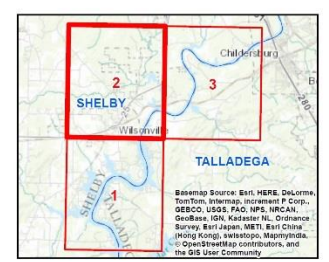 Childersburg
2
3
B
SHELBY
280
Wilsonville
TALLADEGA
1
SHELBY
TALLADEGA
Basemap Source: Esri, HERE, DeLorme,
TomTom, Intermap, increment P Corp.,
GEBCO, USGS, FAO, NPS, NRCAN,
GeoBase, IGN, Kadaster NL, Ordnance
Survey, Esri Japan, METI, Esri China
(Hong Kong), swisstopo, MapmyIndia,
© OpenStreetMap contributors, and
the GIS User Community